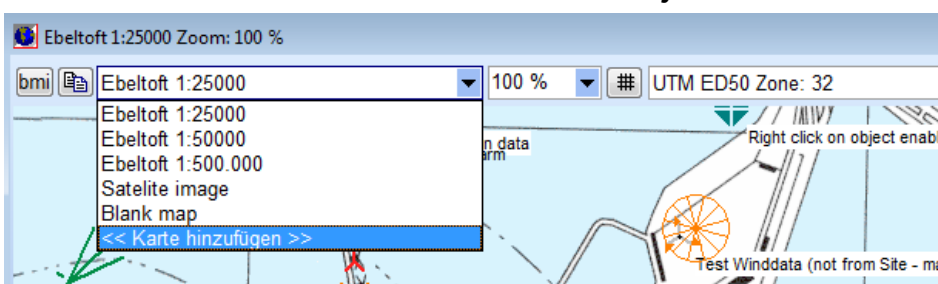 Ebeltoft 1:25000 Zoom: 100 %
bmi Ebeltoft 1:25000 100 % # UTM ED50 Zone: 32
Ebeltoft 1:25000
Ebeltoft 1:50000
Ebeltoft 1:500.000
Satelite image
Blank map
<< Karte hinzufügen >>
n data
arm
Right click on object enabl
Test Winddata (not from Site - ma